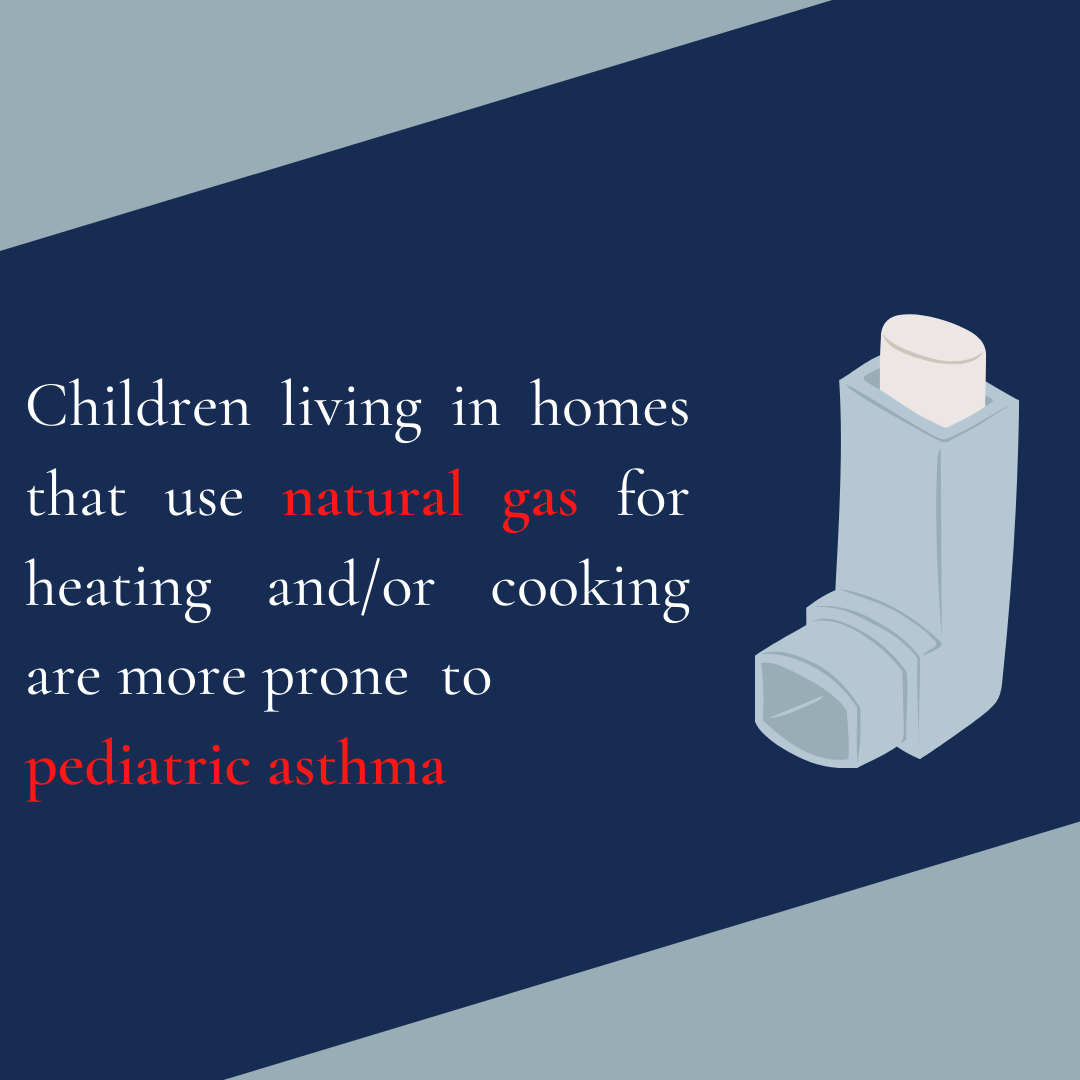 Children living in homes
that use natural gas for
heating and/or cooking
are more prone to
pediatric asthma